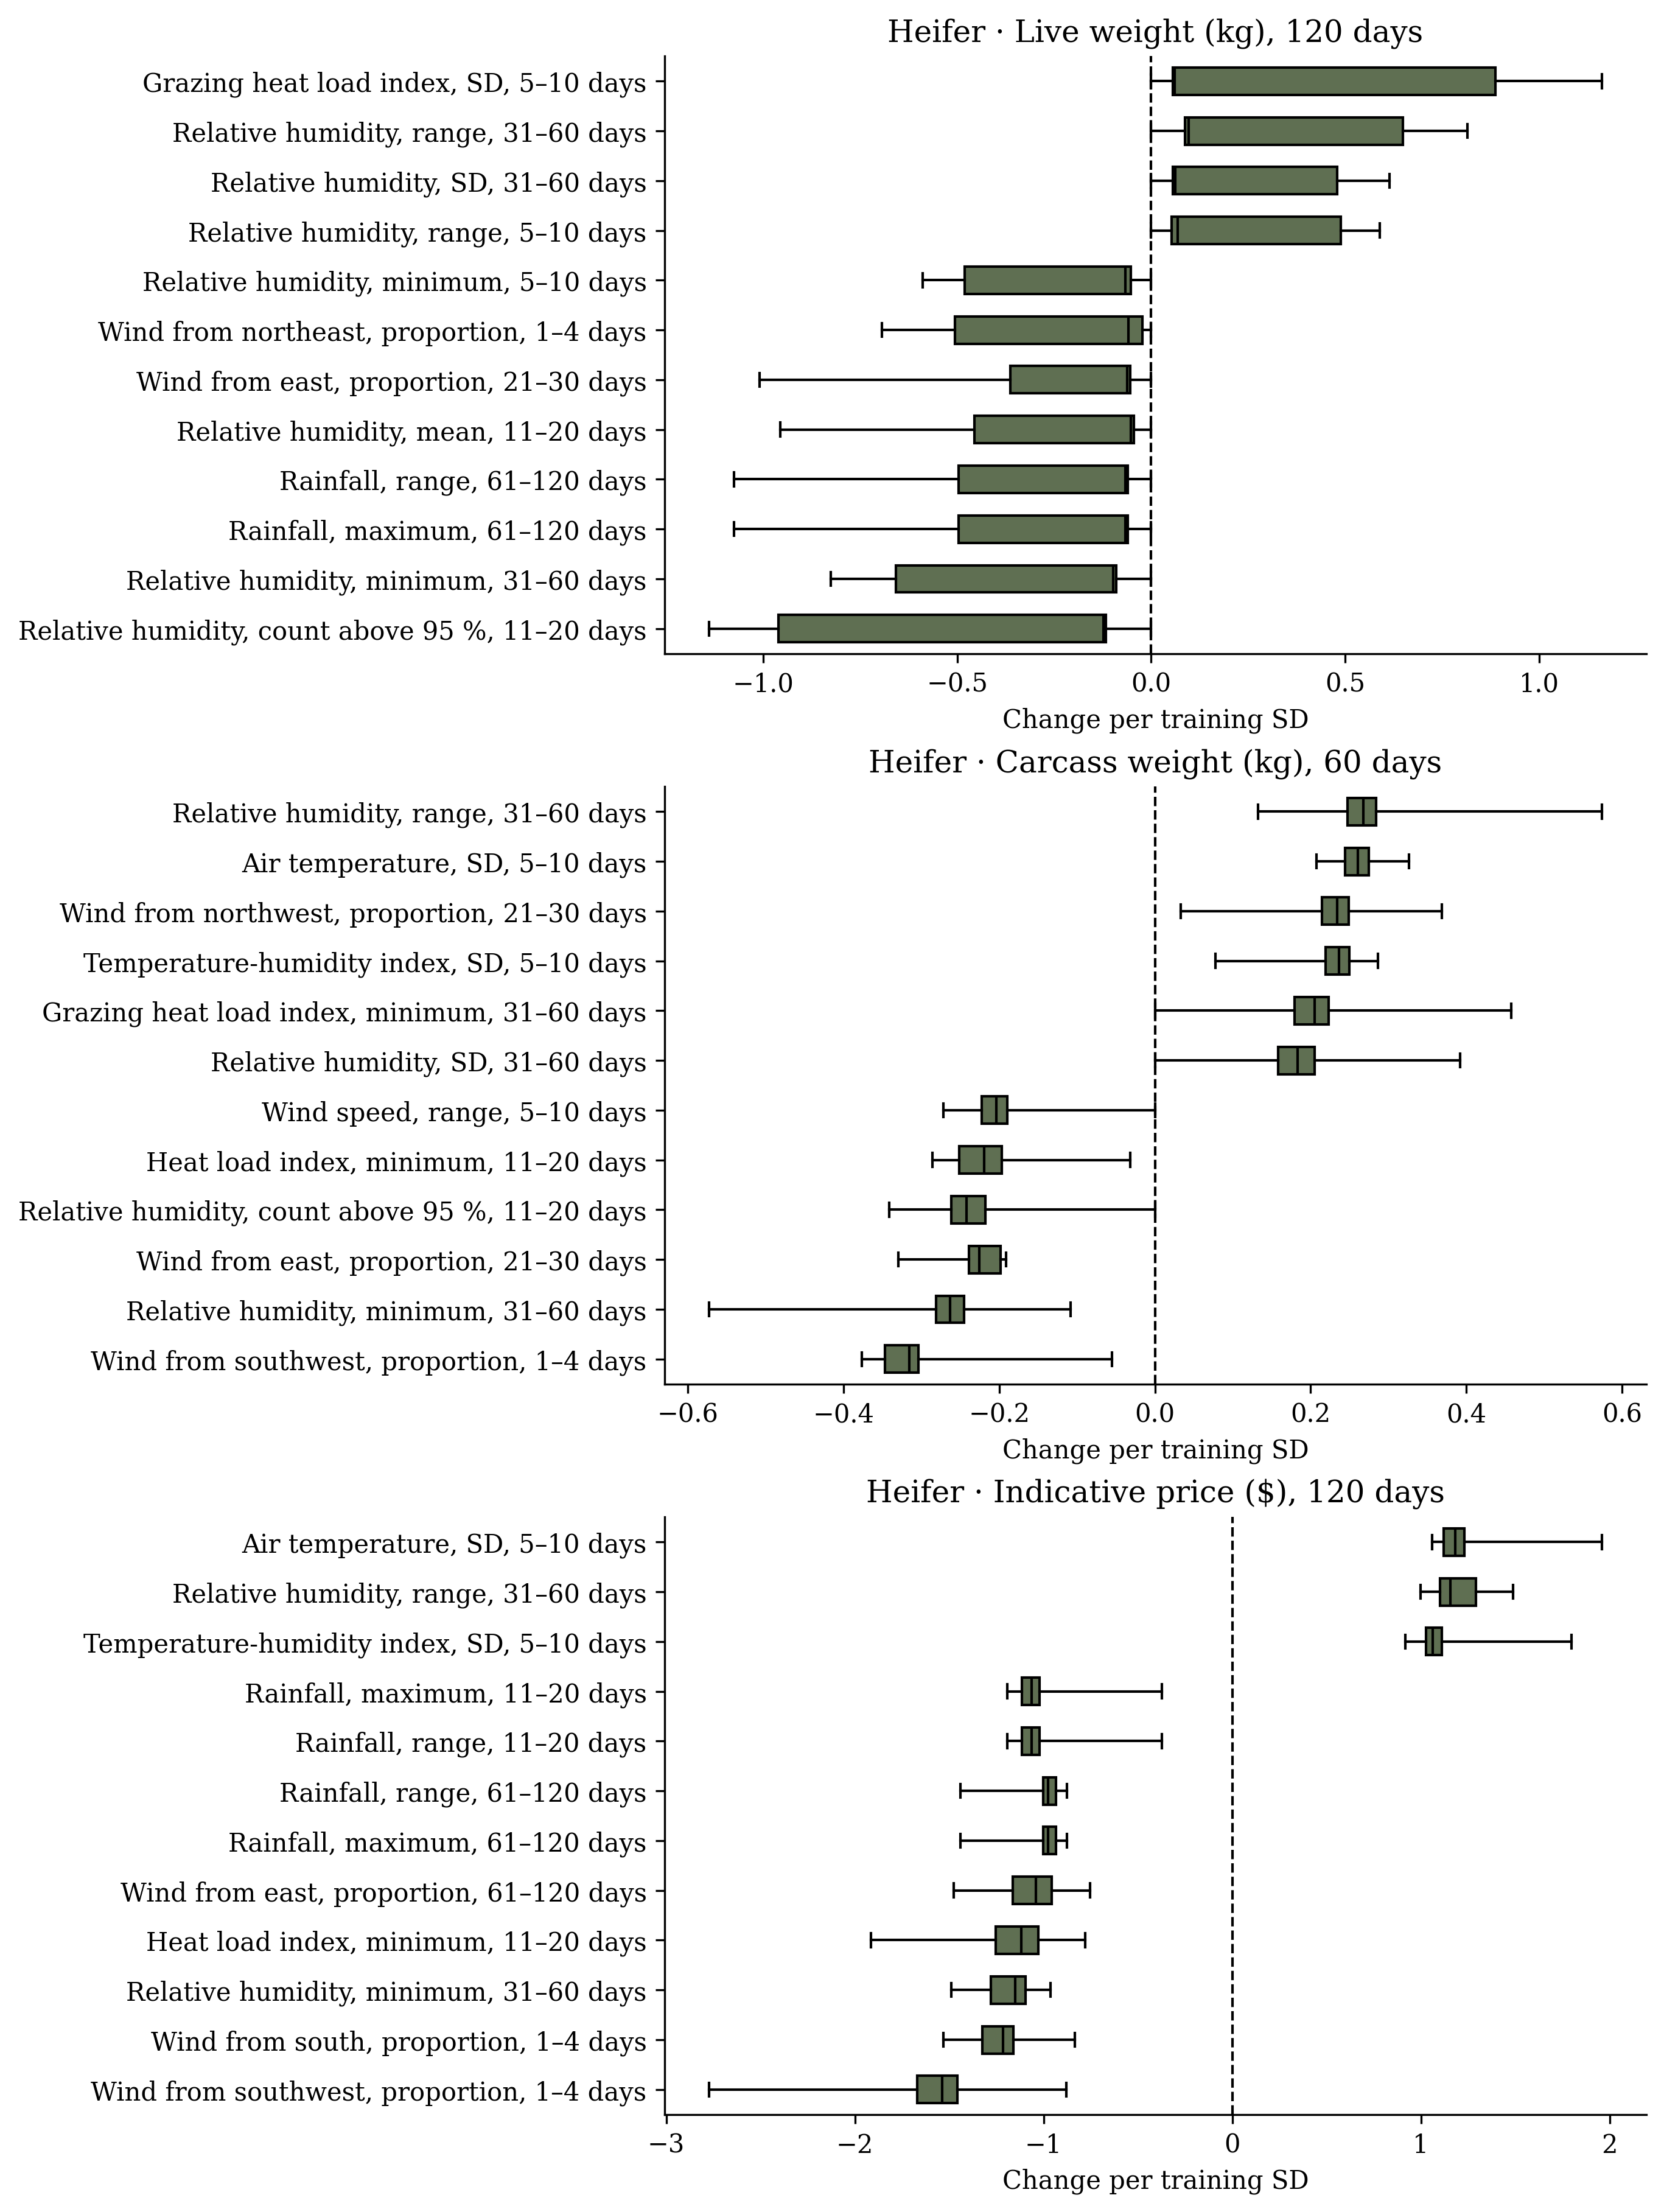 Heifer · Live weight (kg), 120 days
Grazing heat load index, SD, 5–10 days
Relative humidity, range, 31–60 days
Relative humidity, SD, 31–60 days
Relative humidity, range, 5–10 days
Relative humidity, minimum, 5–10 days
Wind from northeast, proportion, 1–4 days
Wind from east, proportion, 21–30 days
Relative humidity, mean, 11–20 days
Rainfall, range, 61–120 days
Rainfall, maximum, 61–120 days
Relative humidity, minimum, 31–60 days
Relative humidity, count above 95 %, 11–20 days
−1.0 −0.5 0.0 0.5 1.0
Change per training SD
Heifer · Carcass weight (kg), 60 days
Relative humidity, range, 31–60 days
Air temperature, SD, 5–10 days
Wind from northwest, proportion, 21–30 days
Temperature-humidity index, SD, 5–10 days
Grazing heat load index, minimum, 31–60 days
Relative humidity, SD, 31–60 days
Wind speed, range, 5–10 days
Heat load index, minimum, 11–20 days
Relative humidity, count above 95 %, 11–20 days
Wind from east, proportion, 21–30 days
Relative humidity, minimum, 31–60 days
Wind from southwest, proportion, 1–4 days
−0.6 −0.4 −0.2 0.0 0.2 0.4 0.6
Change per training SD
Heifer · Indicative price ($), 120 days
Air temperature, SD, 5–10 days
Relative humidity, range, 31–60 days
Temperature-humidity index, SD, 5–10 days
Rainfall, maximum, 11–20 days
Rainfall, range, 11–20 days
Rainfall, range, 61–120 days
Rainfall, maximum, 61–120 days
Wind from east, proportion, 61–120 days
Heat load index, minimum, 11–20 days
Relative humidity, minimum, 31–60 days
Wind from south, proportion, 1–4 days
Wind from southwest, proportion, 1–4 days
−3 −2 −1 0 1 2
Change per training SD